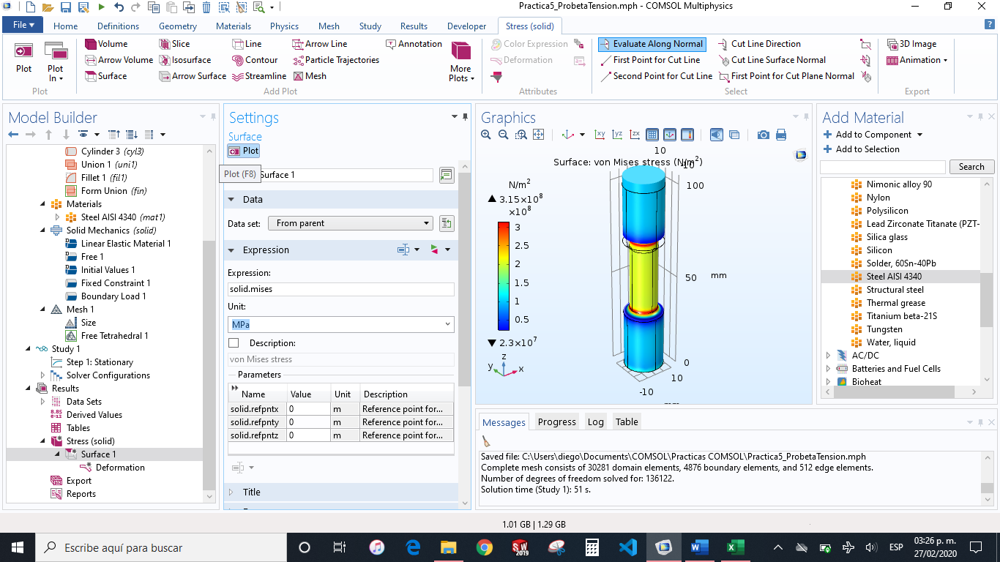 Practica5_ProbetaTension.mph - COMSOL Multiphysics
File Home Definitions Geometry Materials Physics Mesh Study Results Developer Stress (solid)
Plot
Plot In
Plot
Volume
Arrow Volume
Surface
Slice
Isosurface
Arrow Surface
Line
Contour
Streamline
Arrow Line
Particle Trajectories
Mesh
Annotation
More Plots
Add Plot
Color Expression
Deformation
Attributes
Evaluate Along Normal
First Point for Cut Line
Second Point for Cut Line
Cut Line Direction
Cut Line Surface Normal
First Point for Cut Plane Normal
Select
3D Image
Animation
Export
Model Builder
Cylinder 3 (cyl3)
Union 1 (uni1)
Fillet 1 (fil1)
Form Union (fin)
Materials
Steel AISI 4340 (mat1)
Solid Mechanics (solid)
Linear Elastic Material 1
Free 1
Initial Values 1
Fixed Constraint 1
Boundary Load 1
Mesh 1
Size
Free Tetrahedral 1
Study 1
Step 1: Stationary
Solver Configurations
Results
Data Sets
8.85
e-12
Derived Values
Tables
Stress (solid)
Surface 1
Deformation
Export
Reports
Settings
Surface
Plot
Plot (F8)
Surface 1
Data
Data set: From parent
Expression
Expression:
solid.mises
Unit:
MPa
Description:
von Mises stress
Parameters
Name Value Unit Description
solid.refpntx 0 m Reference point for...
solid.refpnty 0 m Reference point for...
solid.refpntz 0 m Reference point for...
Title
Graphics
xy yz zx
10
Surface: von Mises stress (N/m²)
10
100
N/m²
▲ 3.15×10⁸
×10⁸
3
2.5
2
1.5
1
0.5
▼ 2.3×10⁷
50
mm
z
y
x
0
10
-10
Add Material
Add to Component
Add to Selection
Search
Nimonic alloy 90
Nylon
Polysilicon
Lead Zirconate Titanate (PZT-
Silica glass
Silicon
Solder, 60Sn-40Pb
Steel AISI 4340
Structural steel
Thermal grease
Titanium beta-21S
Tungsten
Water, liquid
AC/DC
Batteries and Fuel Cells
Bioheat
Messages Progress Log Table
Saved file: C:\Users\diego\Documents\COMSOL\Practicas COMSOL\Practica5_ProbetaTension.mph
Complete mesh consists of 30281 domain elements, 4876 boundary elements, and 512 edge elements.
Number of degrees of freedom solved for: 136122.
Solution time (Study 1): 51 s.
1.01 GB | 1.29 GB
Escribe aquí para buscar
SW
2019
ESP
03:26 p. m.
27/02/2020